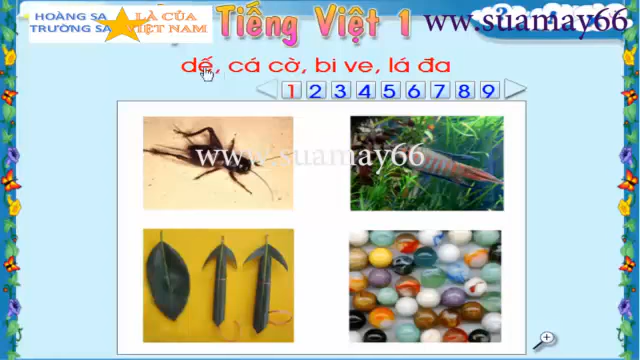 HOÀNG SA LÀ CỦA
TRƯỜNG SA VIỆT NAM
Tiếng Việt 1
ww.suamay66
dế, cá cờ, bi ve, lá đa
1 2 3 4 5 6 7 8 9
www.suamay66